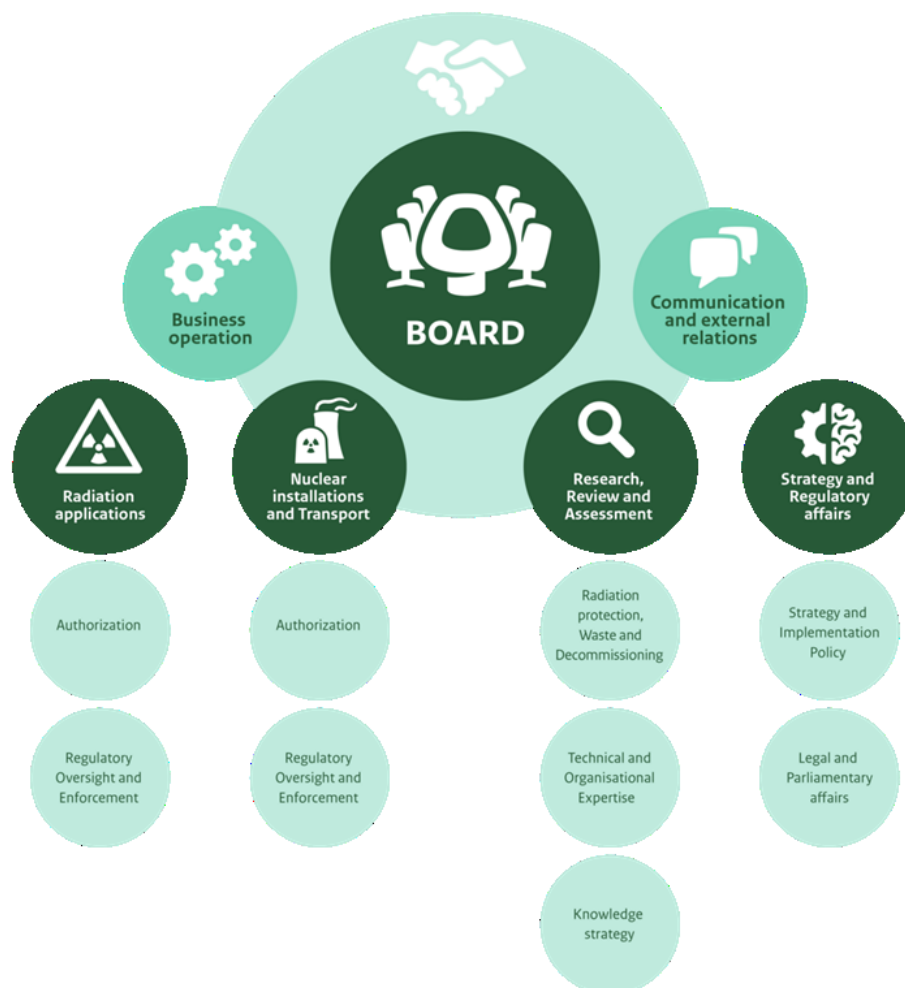 BOARD
Business
operation
Communication
and external
relations
Radiation
applications
Nuclear
installations
and Transport
Research,
Review and
Assessment
Strategy and
Regulatory
affairs
Authorization
Authorization
Radiation
protection,
Waste and
Decommissioning
Strategy and
Implementation
Policy
Regulatory
Oversight and
Enforcement
Regulatory
Oversight and
Enforcement
Technical and
Organisational
Expertise
Legal and
Parliamentary
affairs
Knowledge
strategy